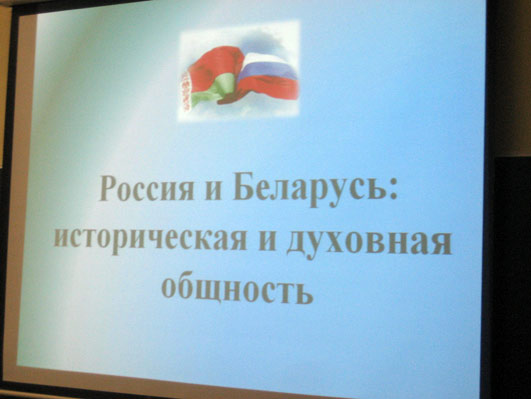 Россия и Беларусь:
историческая и духовная
общность